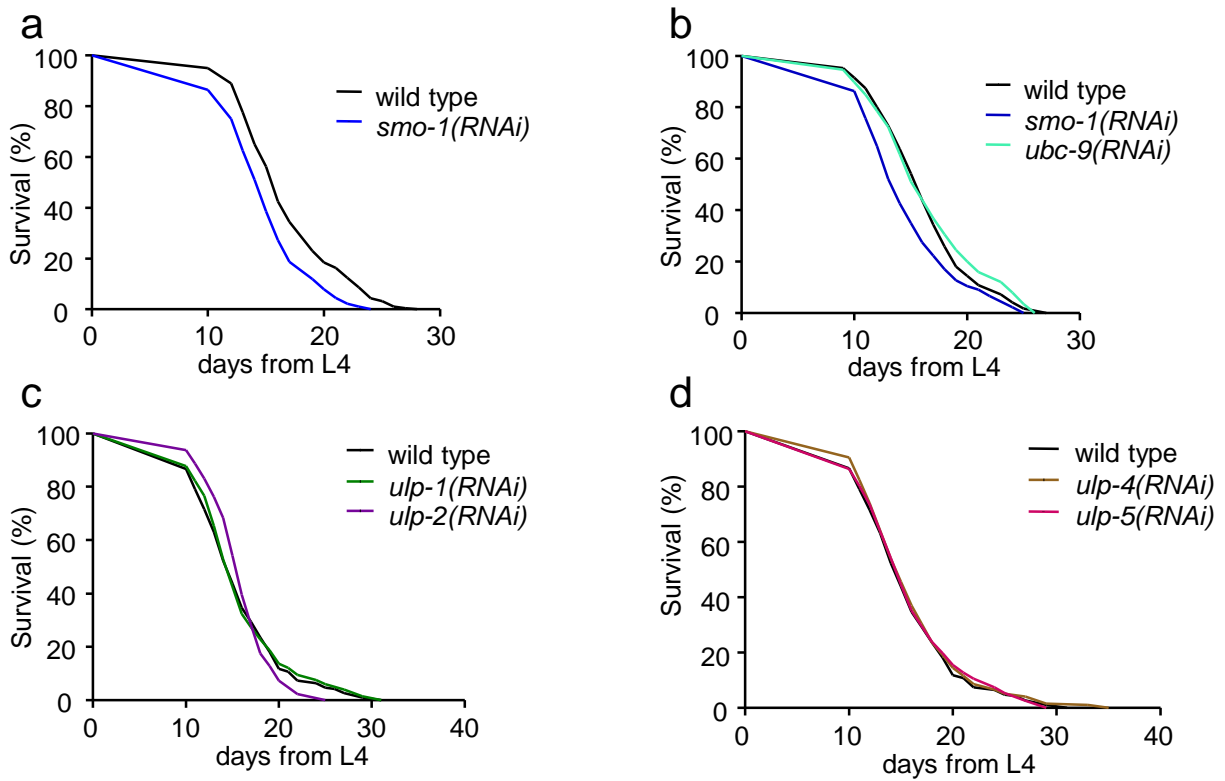 a
Survival (%)
100
80
60
40
20
0
0 10 20 30
days from L4
wild type
smo-1(RNAi)
b
Survival (%)
100
80
60
40
20
0
0 10 20 30
days from L4
wild type
smo-1(RNAi)
ubc-9(RNAi)
c
Survival (%)
100
80
60
40
20
0
0 10 20 30 40
days from L4
wild type
ulp-1(RNAi)
ulp-2(RNAi)
d
Survival (%)
100
80
60
40
20
0
0 10 20 30 40
days from L4
wild type
ulp-4(RNAi)
ulp-5(RNAi)